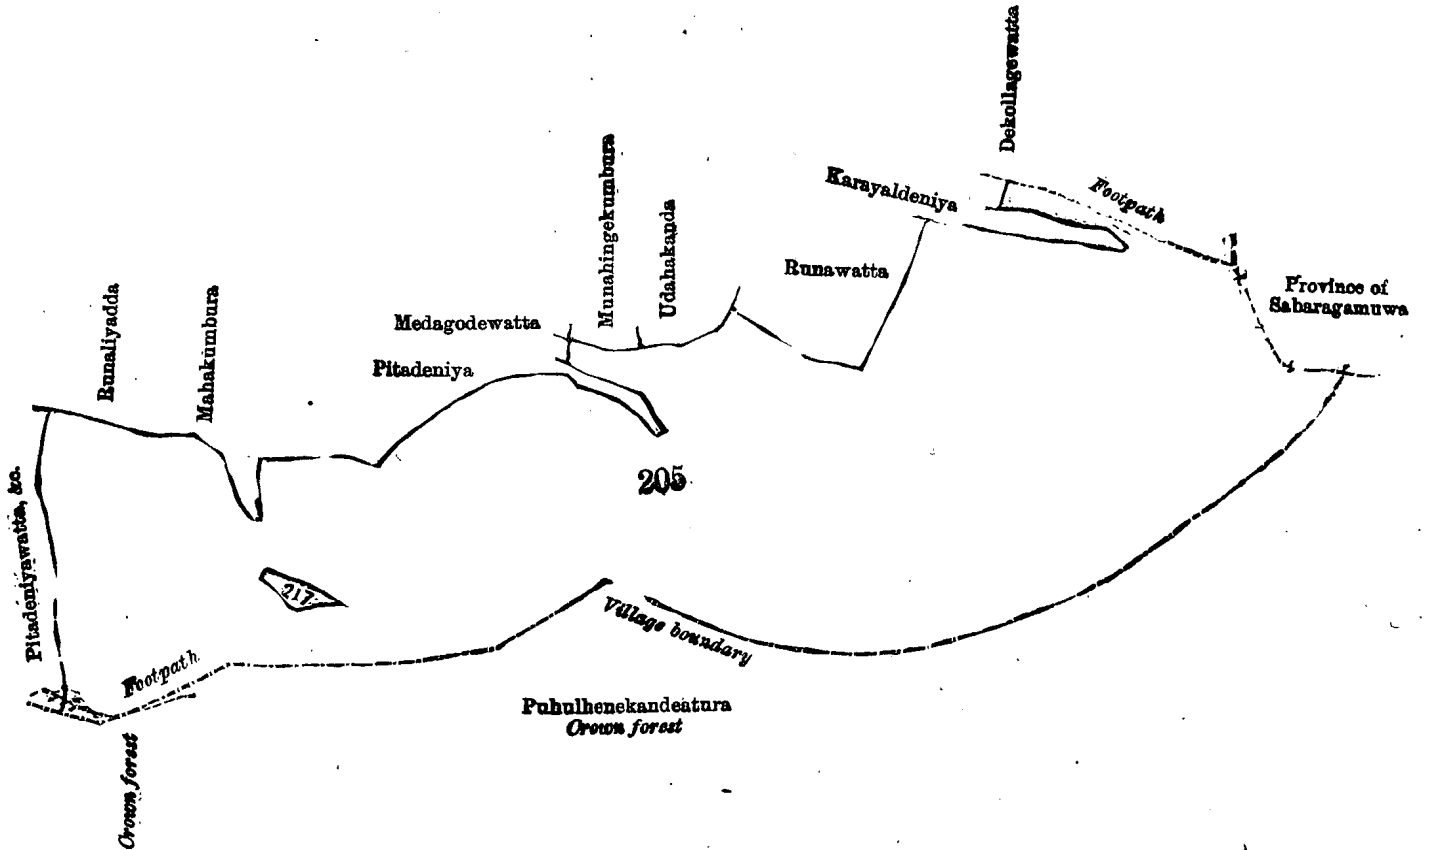 Dekollagewatta
Karayaldeniya
Footpath
Munahingekumbura
Udahakanda
Runawatta
Province of
Sabaragamuwa
Runaliyadda
Mahakumbura
Medagodewatta
Pitadeniya
Pitadeniyawatta, &c.
205
217
Village boundary
Footpath
Puhulhenekandeatura
Crown forest
Crown forest